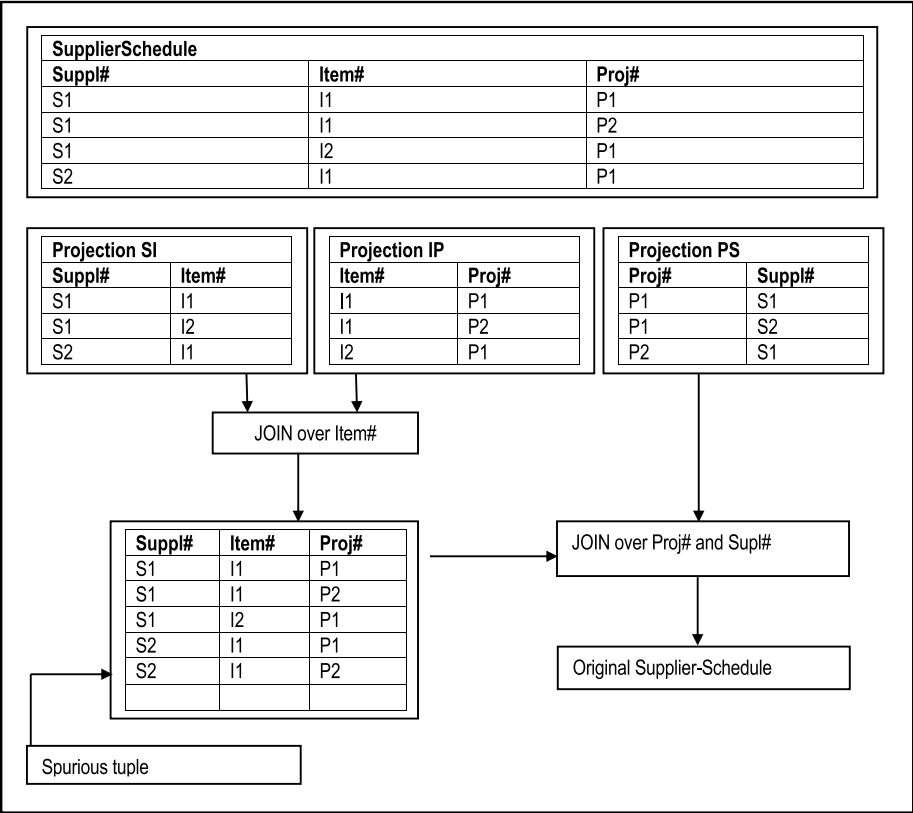 SupplierSchedule
Suppl# Item# Proj#
S1 I1 P1
S1 I1 P2
S1 I2 P1
S2 I1 P1
Projection SI
Suppl# Item#
S1 I1
S1 I2
S2 I1
Projection IP
Item# Proj#
I1 P1
I1 P2
I2 P1
Projection PS
Proj# Suppl#
P1 S1
P1 S2
P2 S1
JOIN over Item#
Suppl# Item# Proj#
S1 I1 P1
S1 I1 P2
S1 I2 P1
S2 I1 P1
S2 I1 P2
JOIN over Proj# and Supl#
Original Supplier-Schedule
Spurious tuple